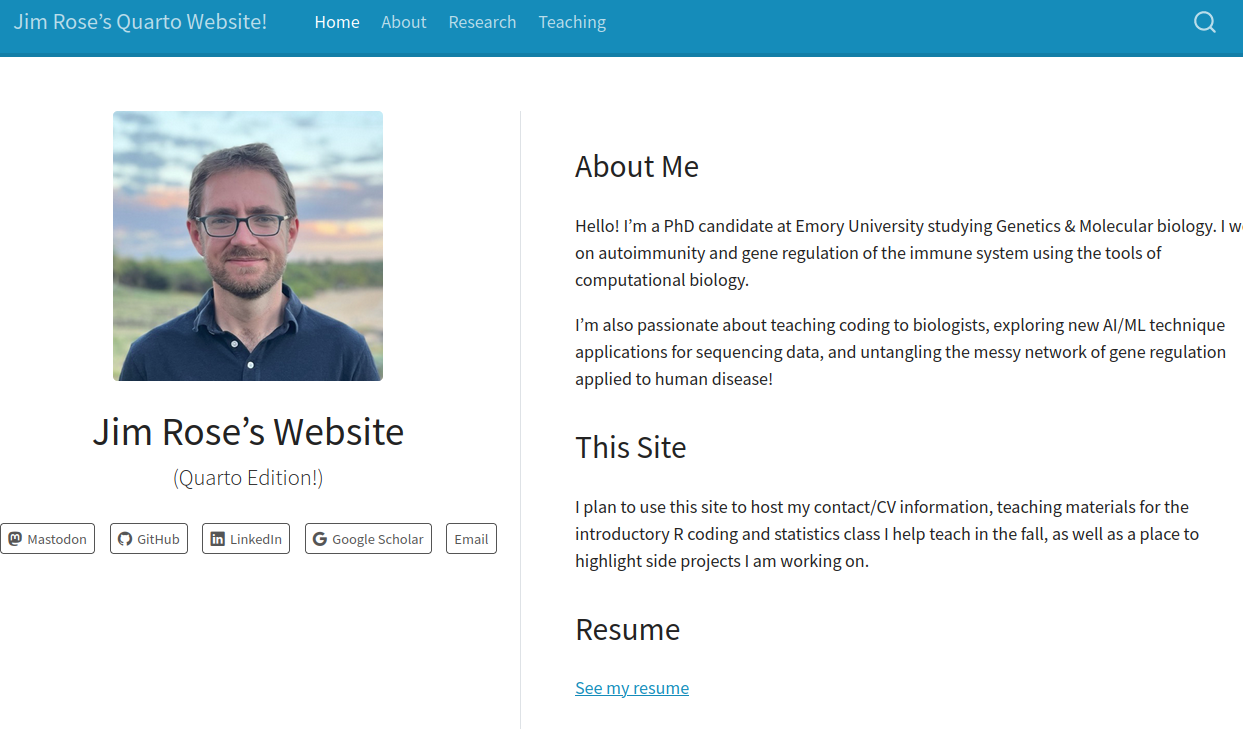 Jim Rose’s Quarto Website! Home About Research Teaching
Jim Rose’s Website
(Quarto Edition!)
Mastodon GitHub LinkedIn Google Scholar Email
About Me
Hello! I’m a PhD candidate at Emory University studying Genetics & Molecular biology. I
on autoimmunity and gene regulation of the immune system using the tools of
computational biology.
I’m also passionate about teaching coding to biologists, exploring new AI/ML technique
applications for sequencing data, and untangling the messy network of gene regulation
applied to human disease!
This Site
I plan to use this site to host my contact/CV information, teaching materials for the
introductory R coding and statistics class I help teach in the fall, as well as a place to
highlight side projects I am working on.
Resume
See my resume